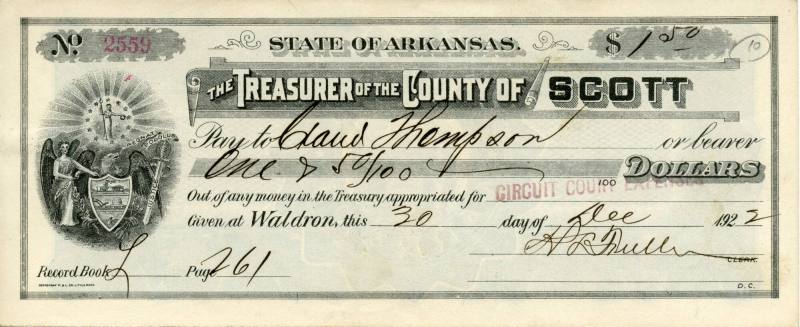 No. 2559
STATE OF ARKANSAS.
$ 1 50
10
THE TREASURER OF THE COUNTY OF SCOTT
Pay to Claud Thompson or bearer
One & 50/100 DOLLARS
100
Out of any money in the Treasury appropriated for CIRCUIT COURT EXPENSES
Given at Waldron, this 30 day of Dec 1922
CLERK.
Record Book L Page 261
D.C.